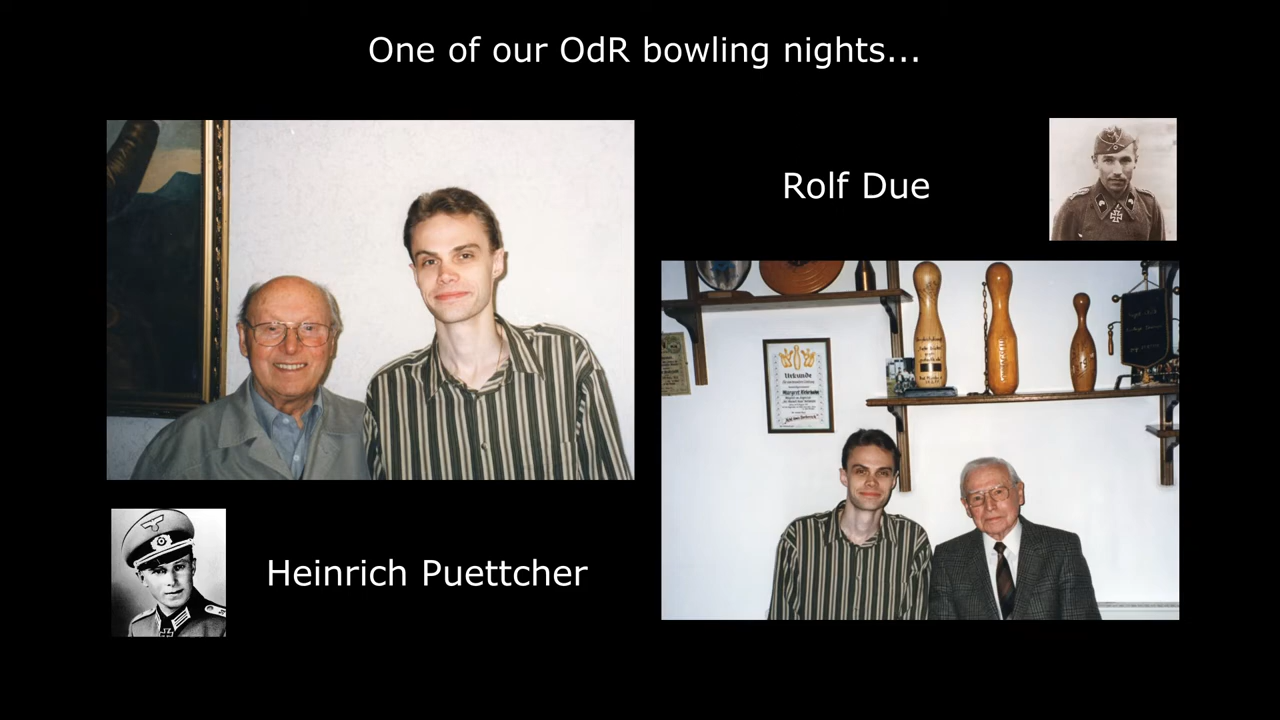 One of our OdR bowling nights...
Rolf Due
Urkunde
Heinrich Puettcher